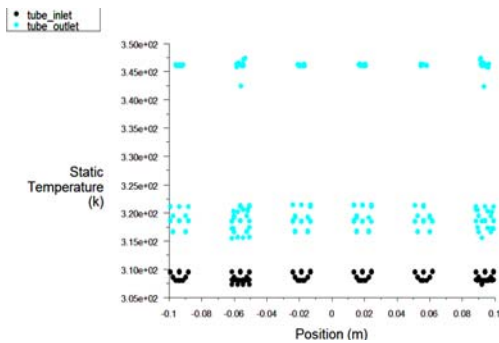 tube_inlet
tube_outlet
3.50e+02
3.45e+02
3.40e+02
3.35e+02
3.30e+02
3.25e+02
3.20e+02
3.15e+02
3.10e+02
3.05e+02
Static
Temperature
(k)
-0.1 -0.08 -0.06 -0.04 -0.02 0 0.02 0.04 0.06 0.08 0.1
Position (m)